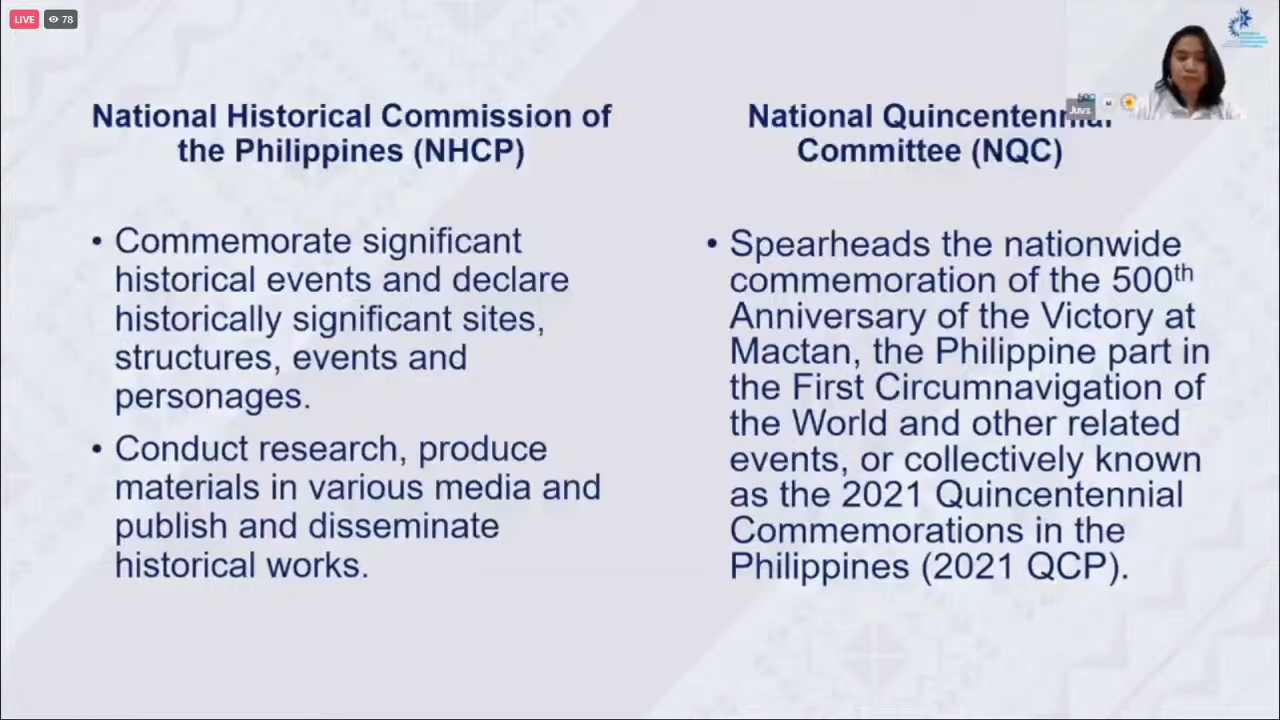 LIVE 78
National Historical Commission of
the Philippines (NHCP)
• Commemorate significant
historical events and declare
historically significant sites,
structures, events and
personages.
• Conduct research, produce
materials in various media and
publish and disseminate
historical works.
National Quincentennial
Committee (NQC)
• Spearheads the nationwide
commemoration of the 500th
Anniversary of the Victory at
Mactan, the Philippine part in
the First Circumnavigation of
the World and other related
events, or collectively known
as the 2021 Quincentennial
Commemorations in the
Philippines (2021 QCP).
Juvs